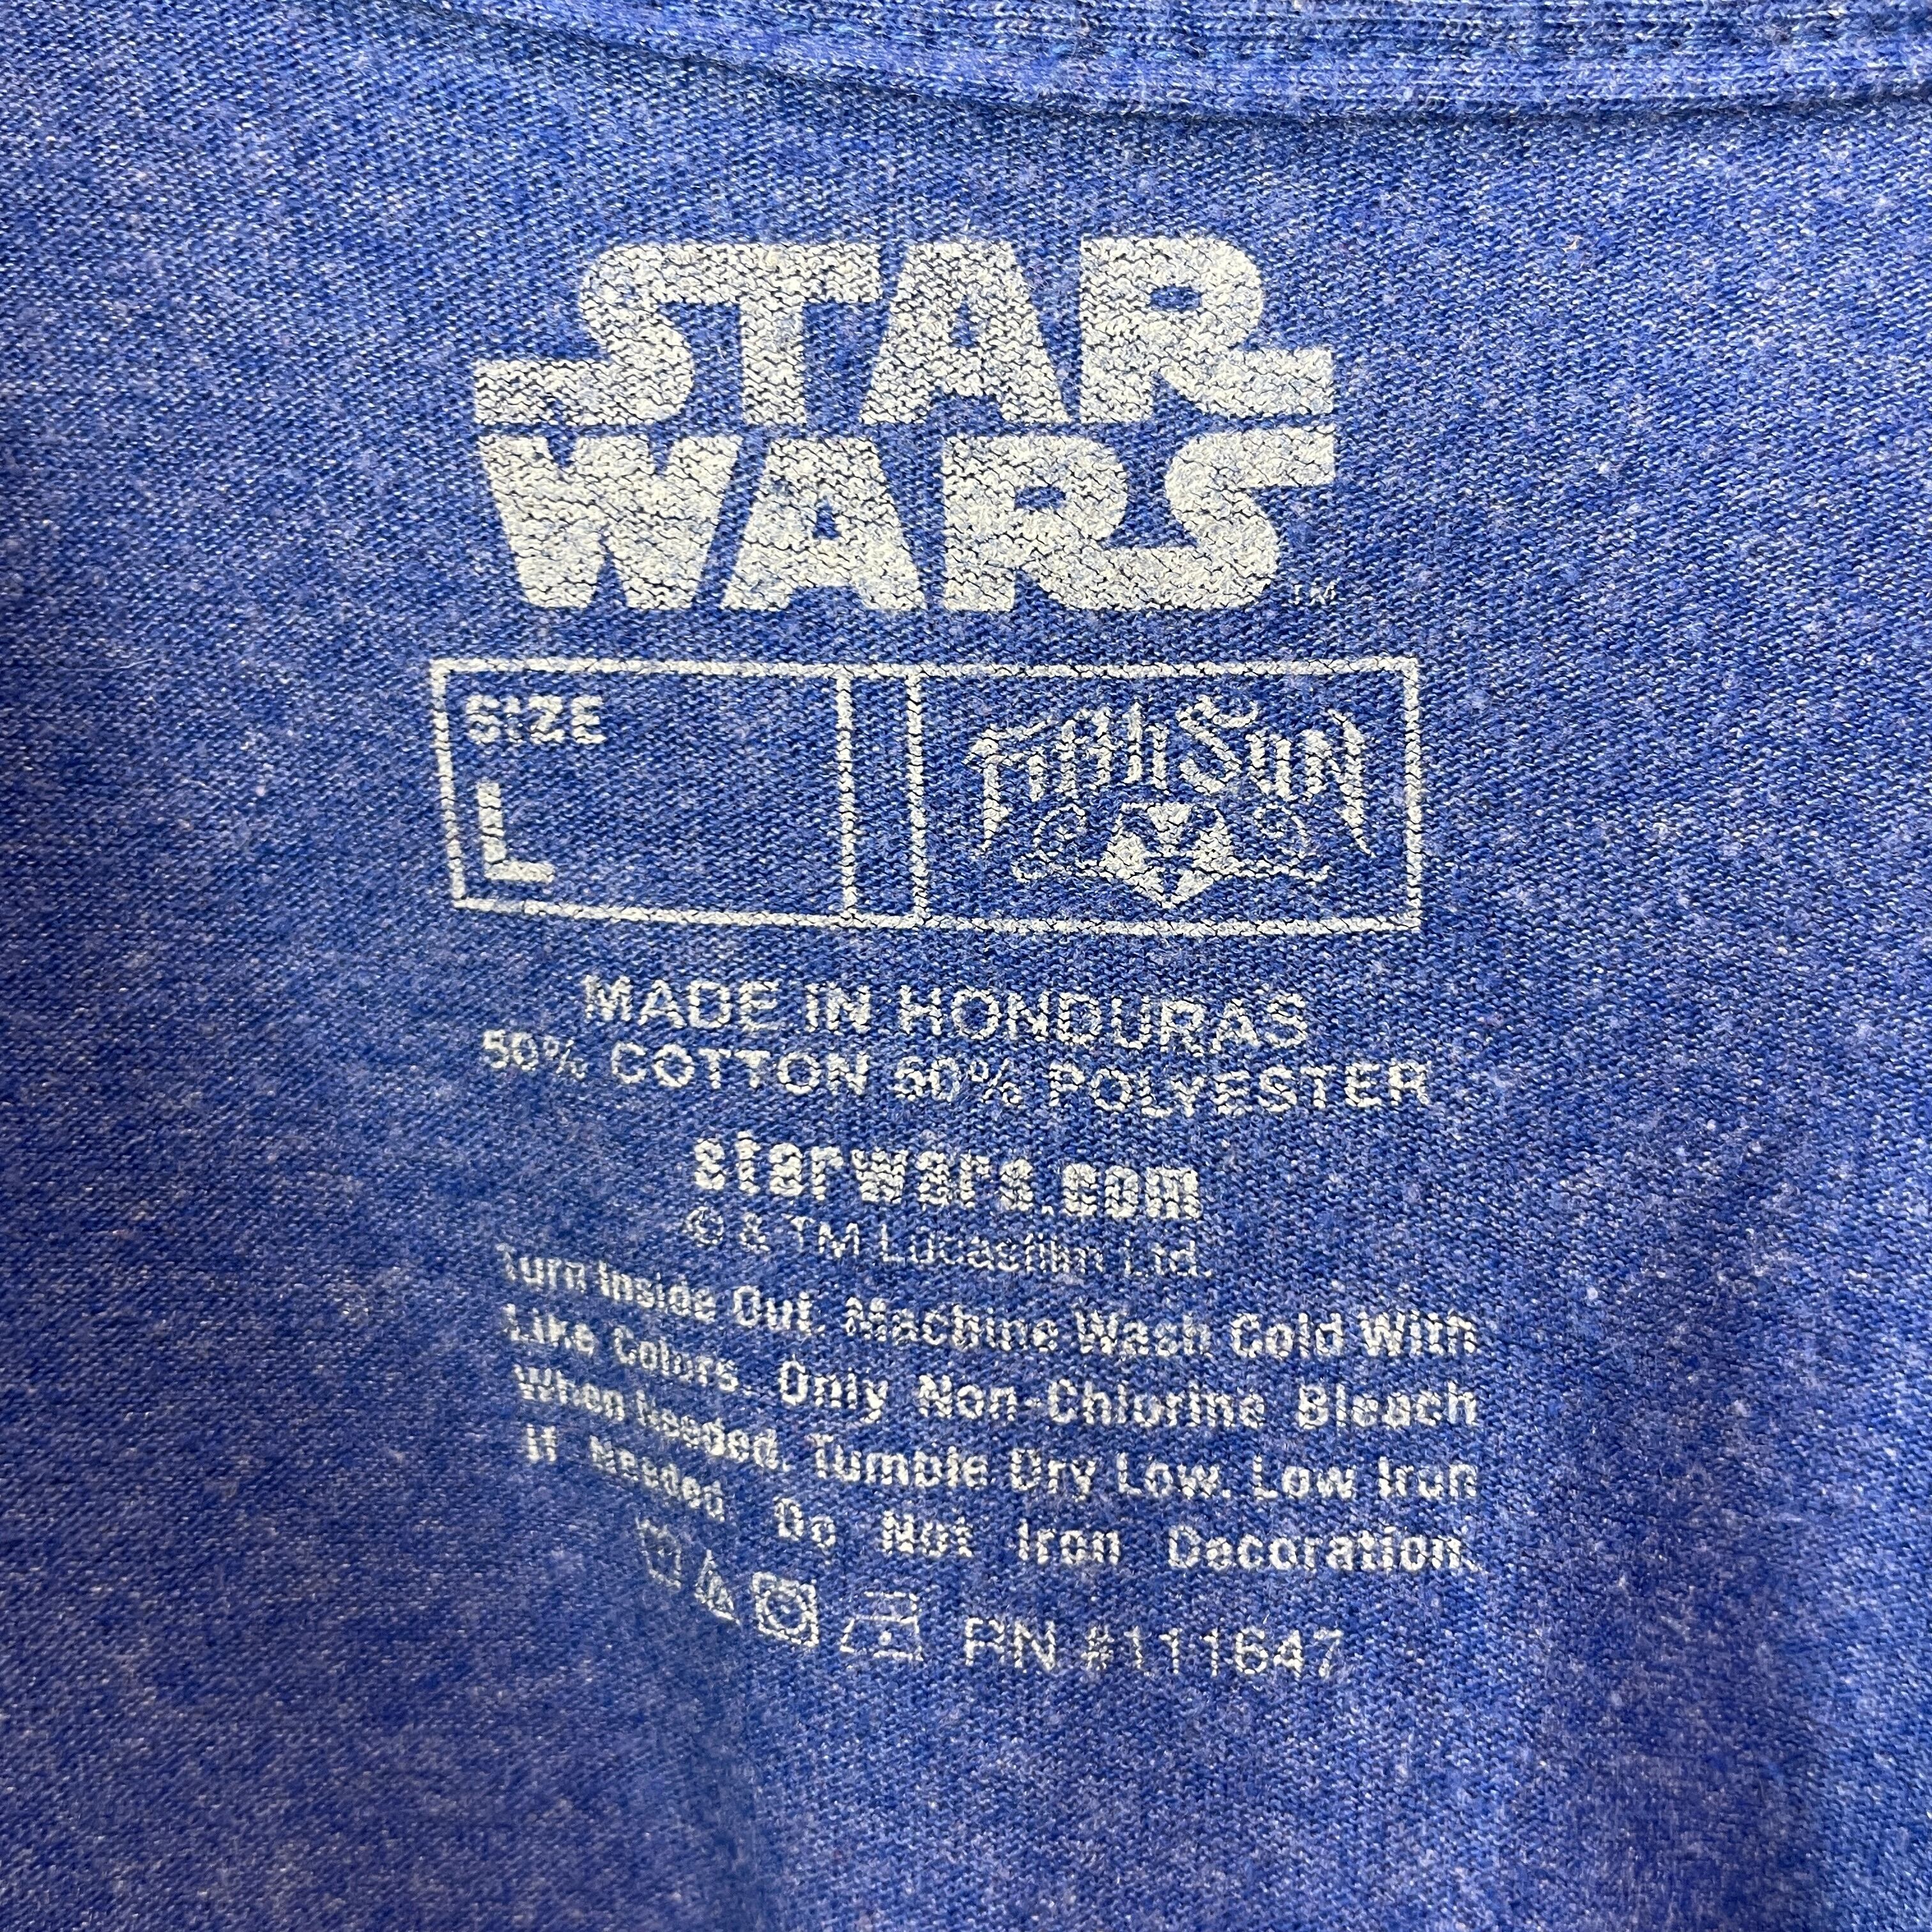 STAR
WARS
TM
SIZE
L
MAD SON
MADE IN HONDURAS
50% COTTON 50% POLYESTER
starwars.com
© & TM Lucasfilm Ltd.
Turn Inside Out. Machine Wash Cold With
Like Colors. Only Non-Chlorine Bleach
When Needed. Tumble Dry Low. Low Iron
If Needed. Do Not Iron Decoration.
RN #111647